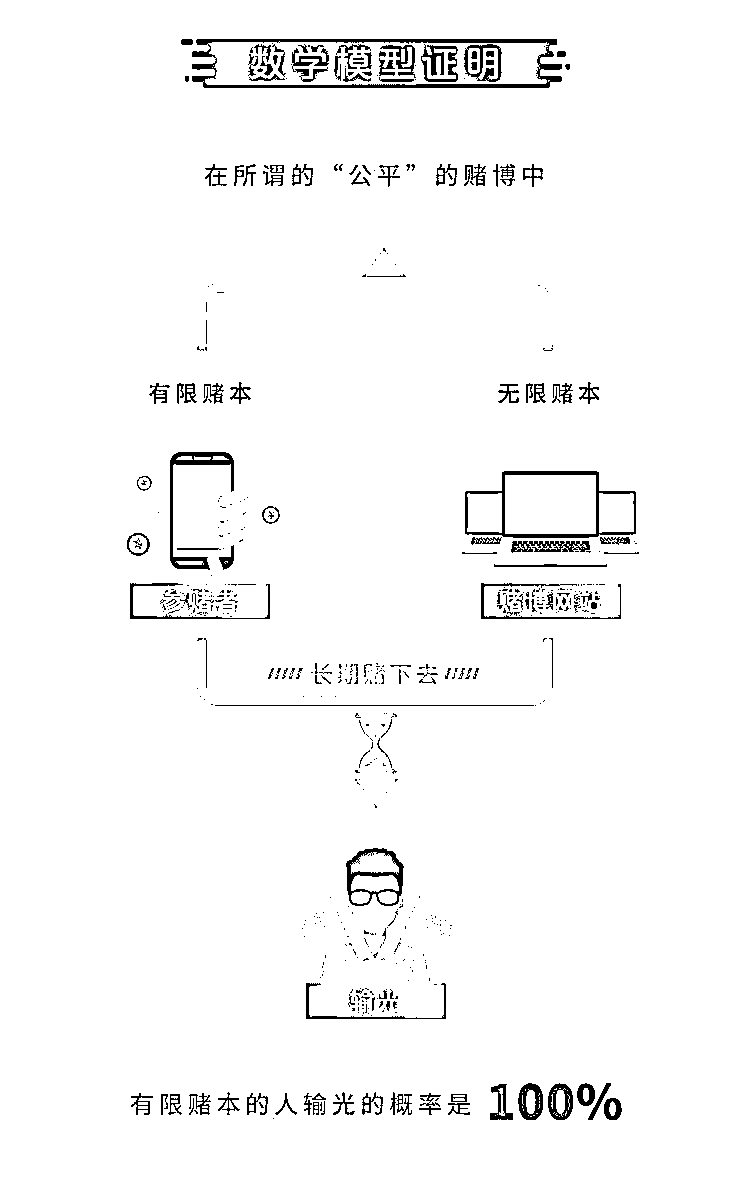 数学模型证明
在所谓的“公平”的赌博中
有限赌本
无限赌本
参赌者
赌博网站
长期赌下去
输光
有限赌本的人输光的概率是 100%